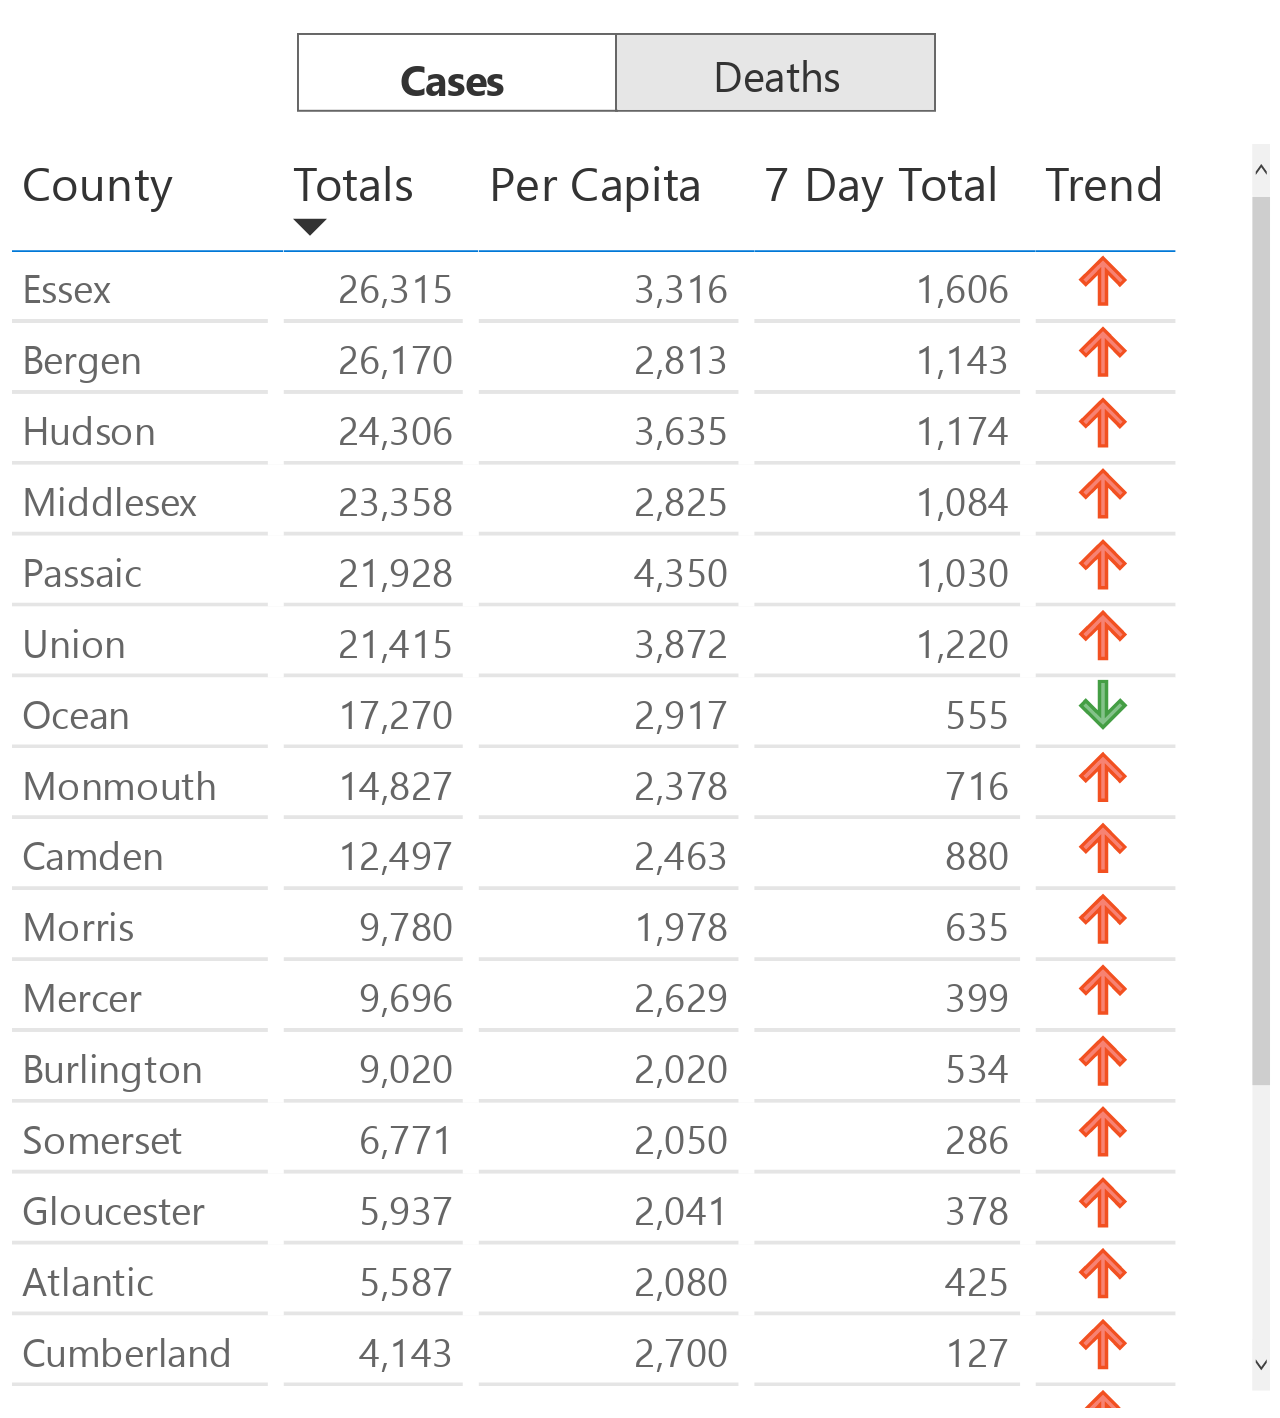 Cases Deaths
County Totals Per Capita 7 Day Total Trend
Essex 26,315 3,316 1,606
Bergen 26,170 2,813 1,143
Hudson 24,306 3,635 1,174
Middlesex 23,358 2,825 1,084
Passaic 21,928 4,350 1,030
Union 21,415 3,872 1,220
Ocean 17,270 2,917 555
Monmouth 14,827 2,378 716
Camden 12,497 2,463 880
Morris 9,780 1,978 635
Mercer 9,696 2,629 399
Burlington 9,020 2,020 534
Somerset 6,771 2,050 286
Gloucester 5,937 2,041 378
Atlantic 5,587 2,080 425
Cumberland 4,143 2,700 127